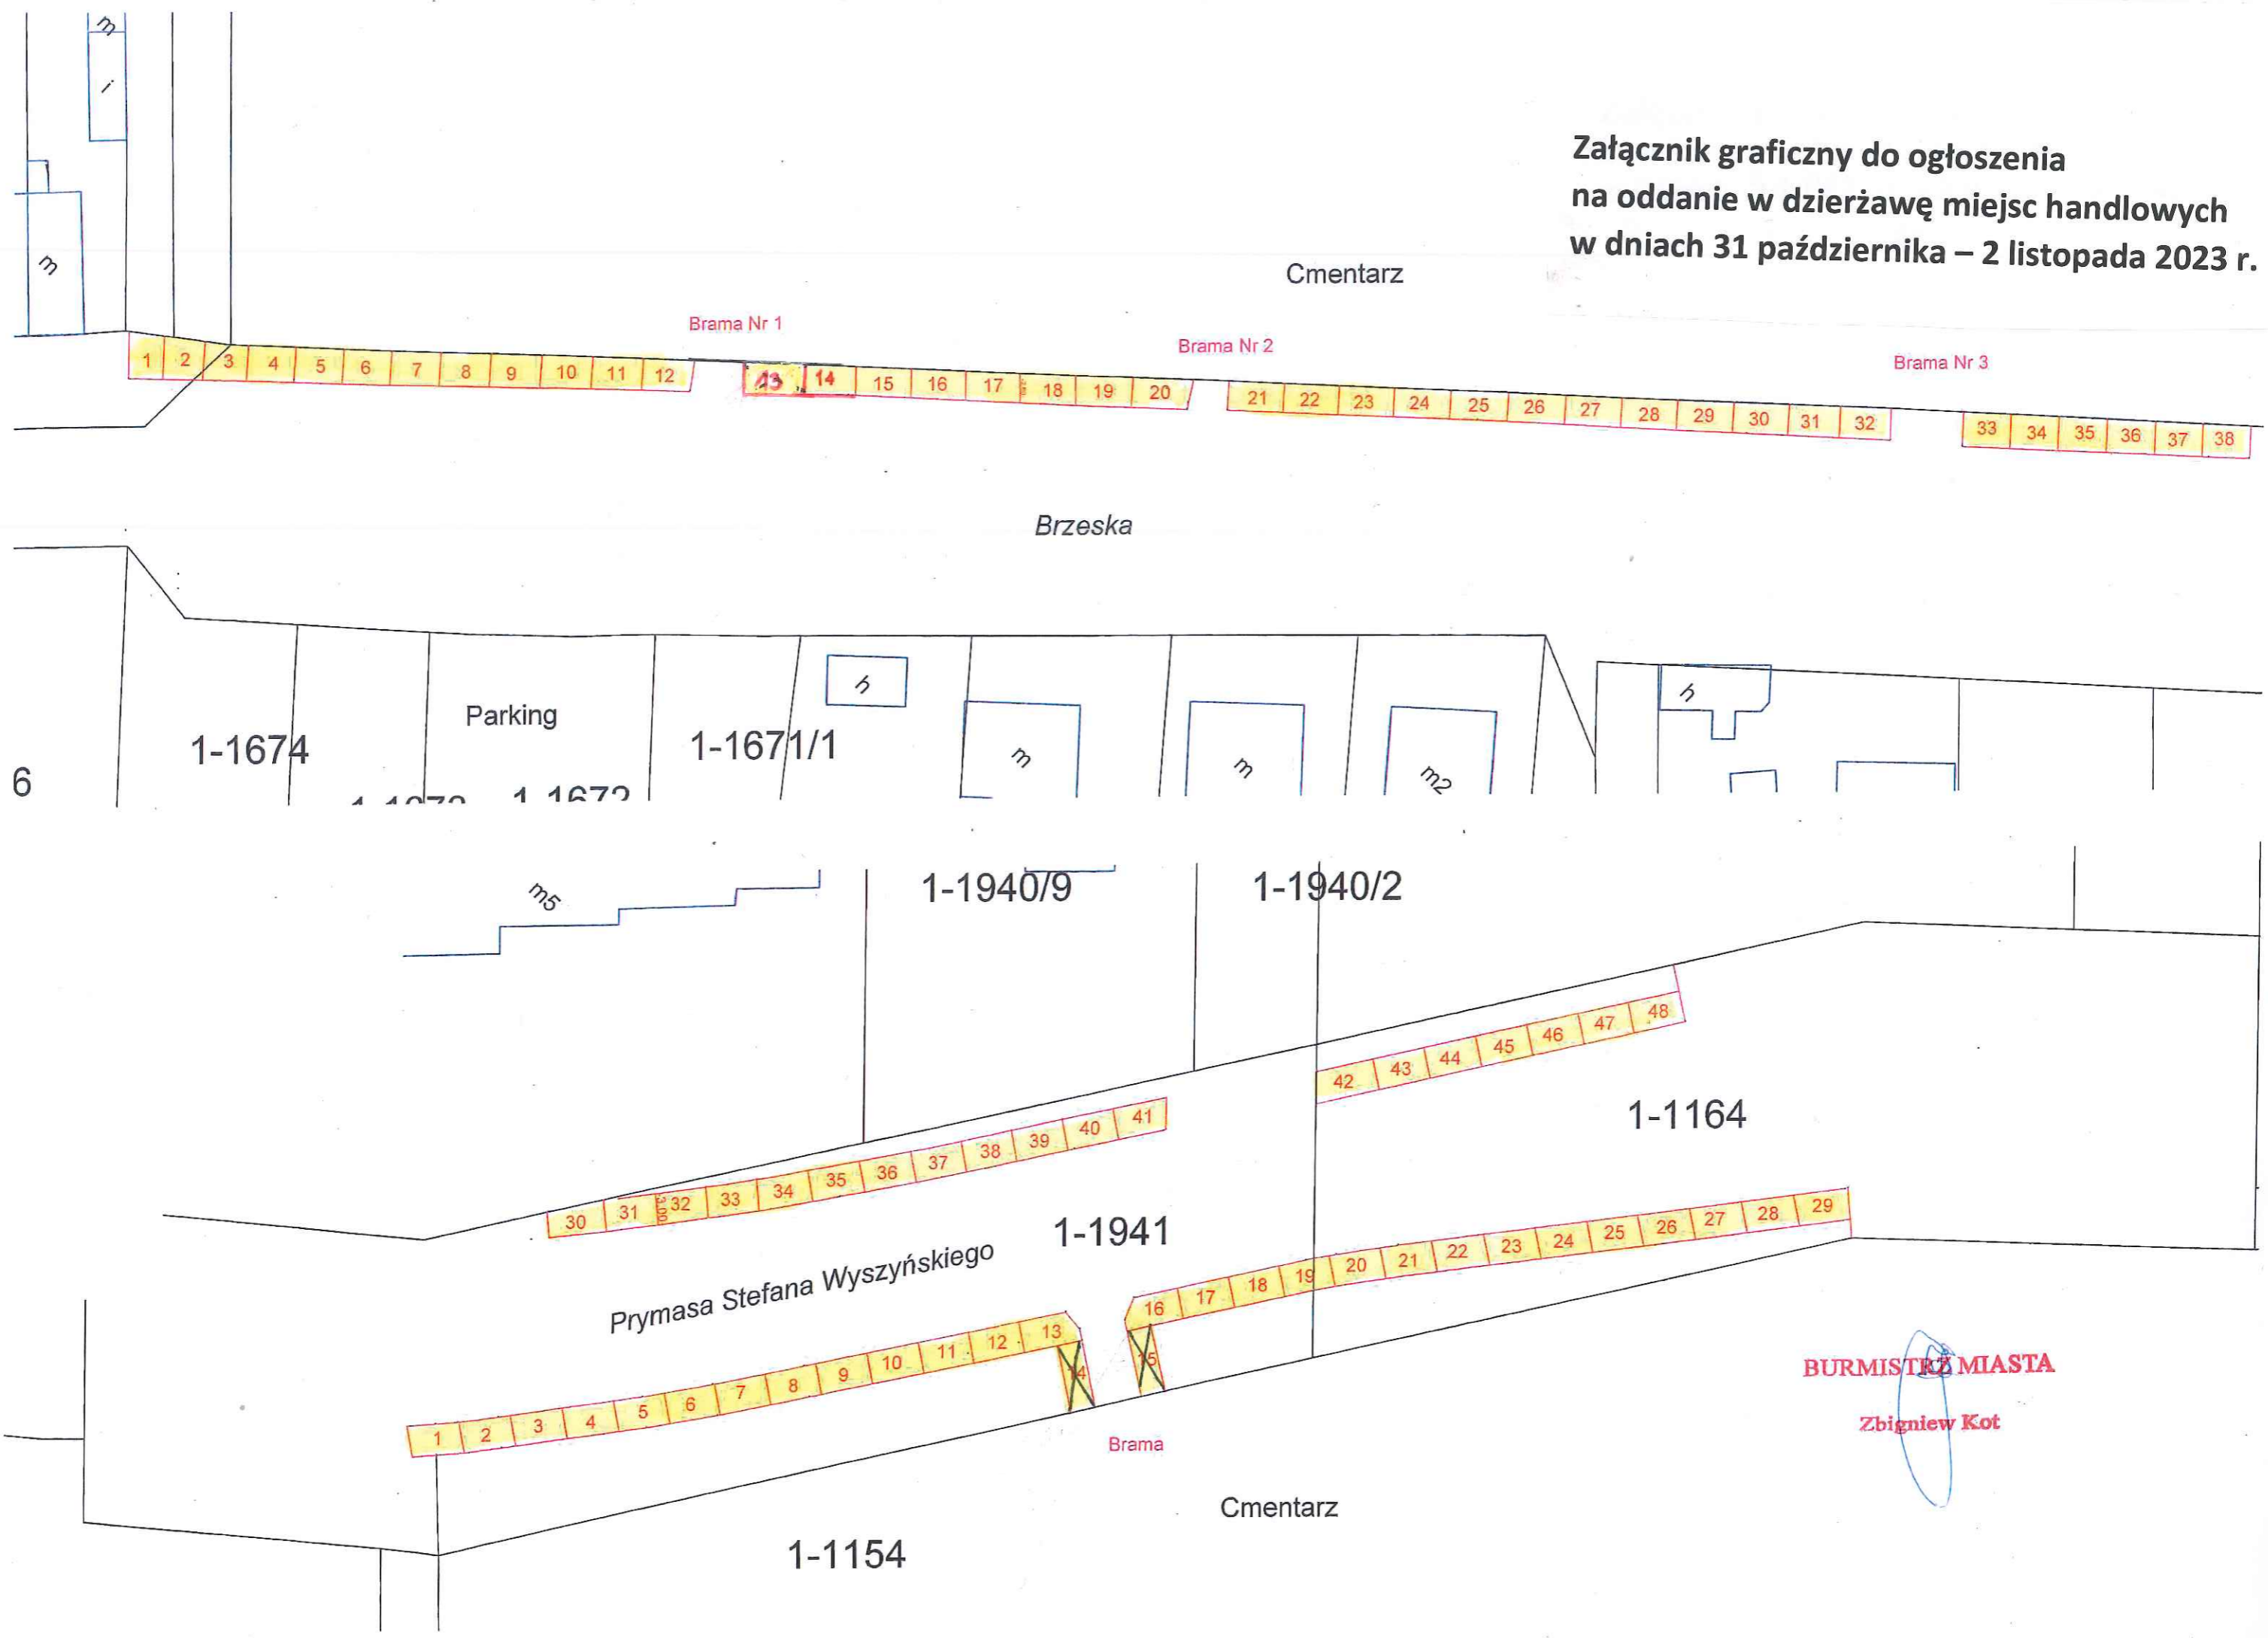 m
i
m
Załącznik graficzny do ogłoszenia
na oddanie w dzierżawę miejsc handlowych
w dniach 31 października – 2 listopada 2023 r.
Cmentarz
Brama Nr 1
Brama Nr 2
Brama Nr 3
1 2 3 4 5 6 7 8 9 10 11 12 13 14 15 16 17 18 19 20 21 22 23 24 25 26 27 28 29 30 31 32 33 34 35 36 37 38
Brzeska
Parking
1-1674
1-1671/1
6
1-1672
h
m
m
m2
h
m5
1-1940/9
1-1940/2
42 43 44 45 46 47 48
1-1164
30 31 32 33 34 35 36 37 38 39 40 41
1-1941
Prymasa Stefana Wyszyńskiego
16 17 18 19 20 21 22 23 24 25 26 27 28 29
1 2 3 4 5 6 7 8 9 10 11 12 13
14 15
Brama
BURMISTRZ MIASTA
Zbigniew Kot
Cmentarz
1-1154